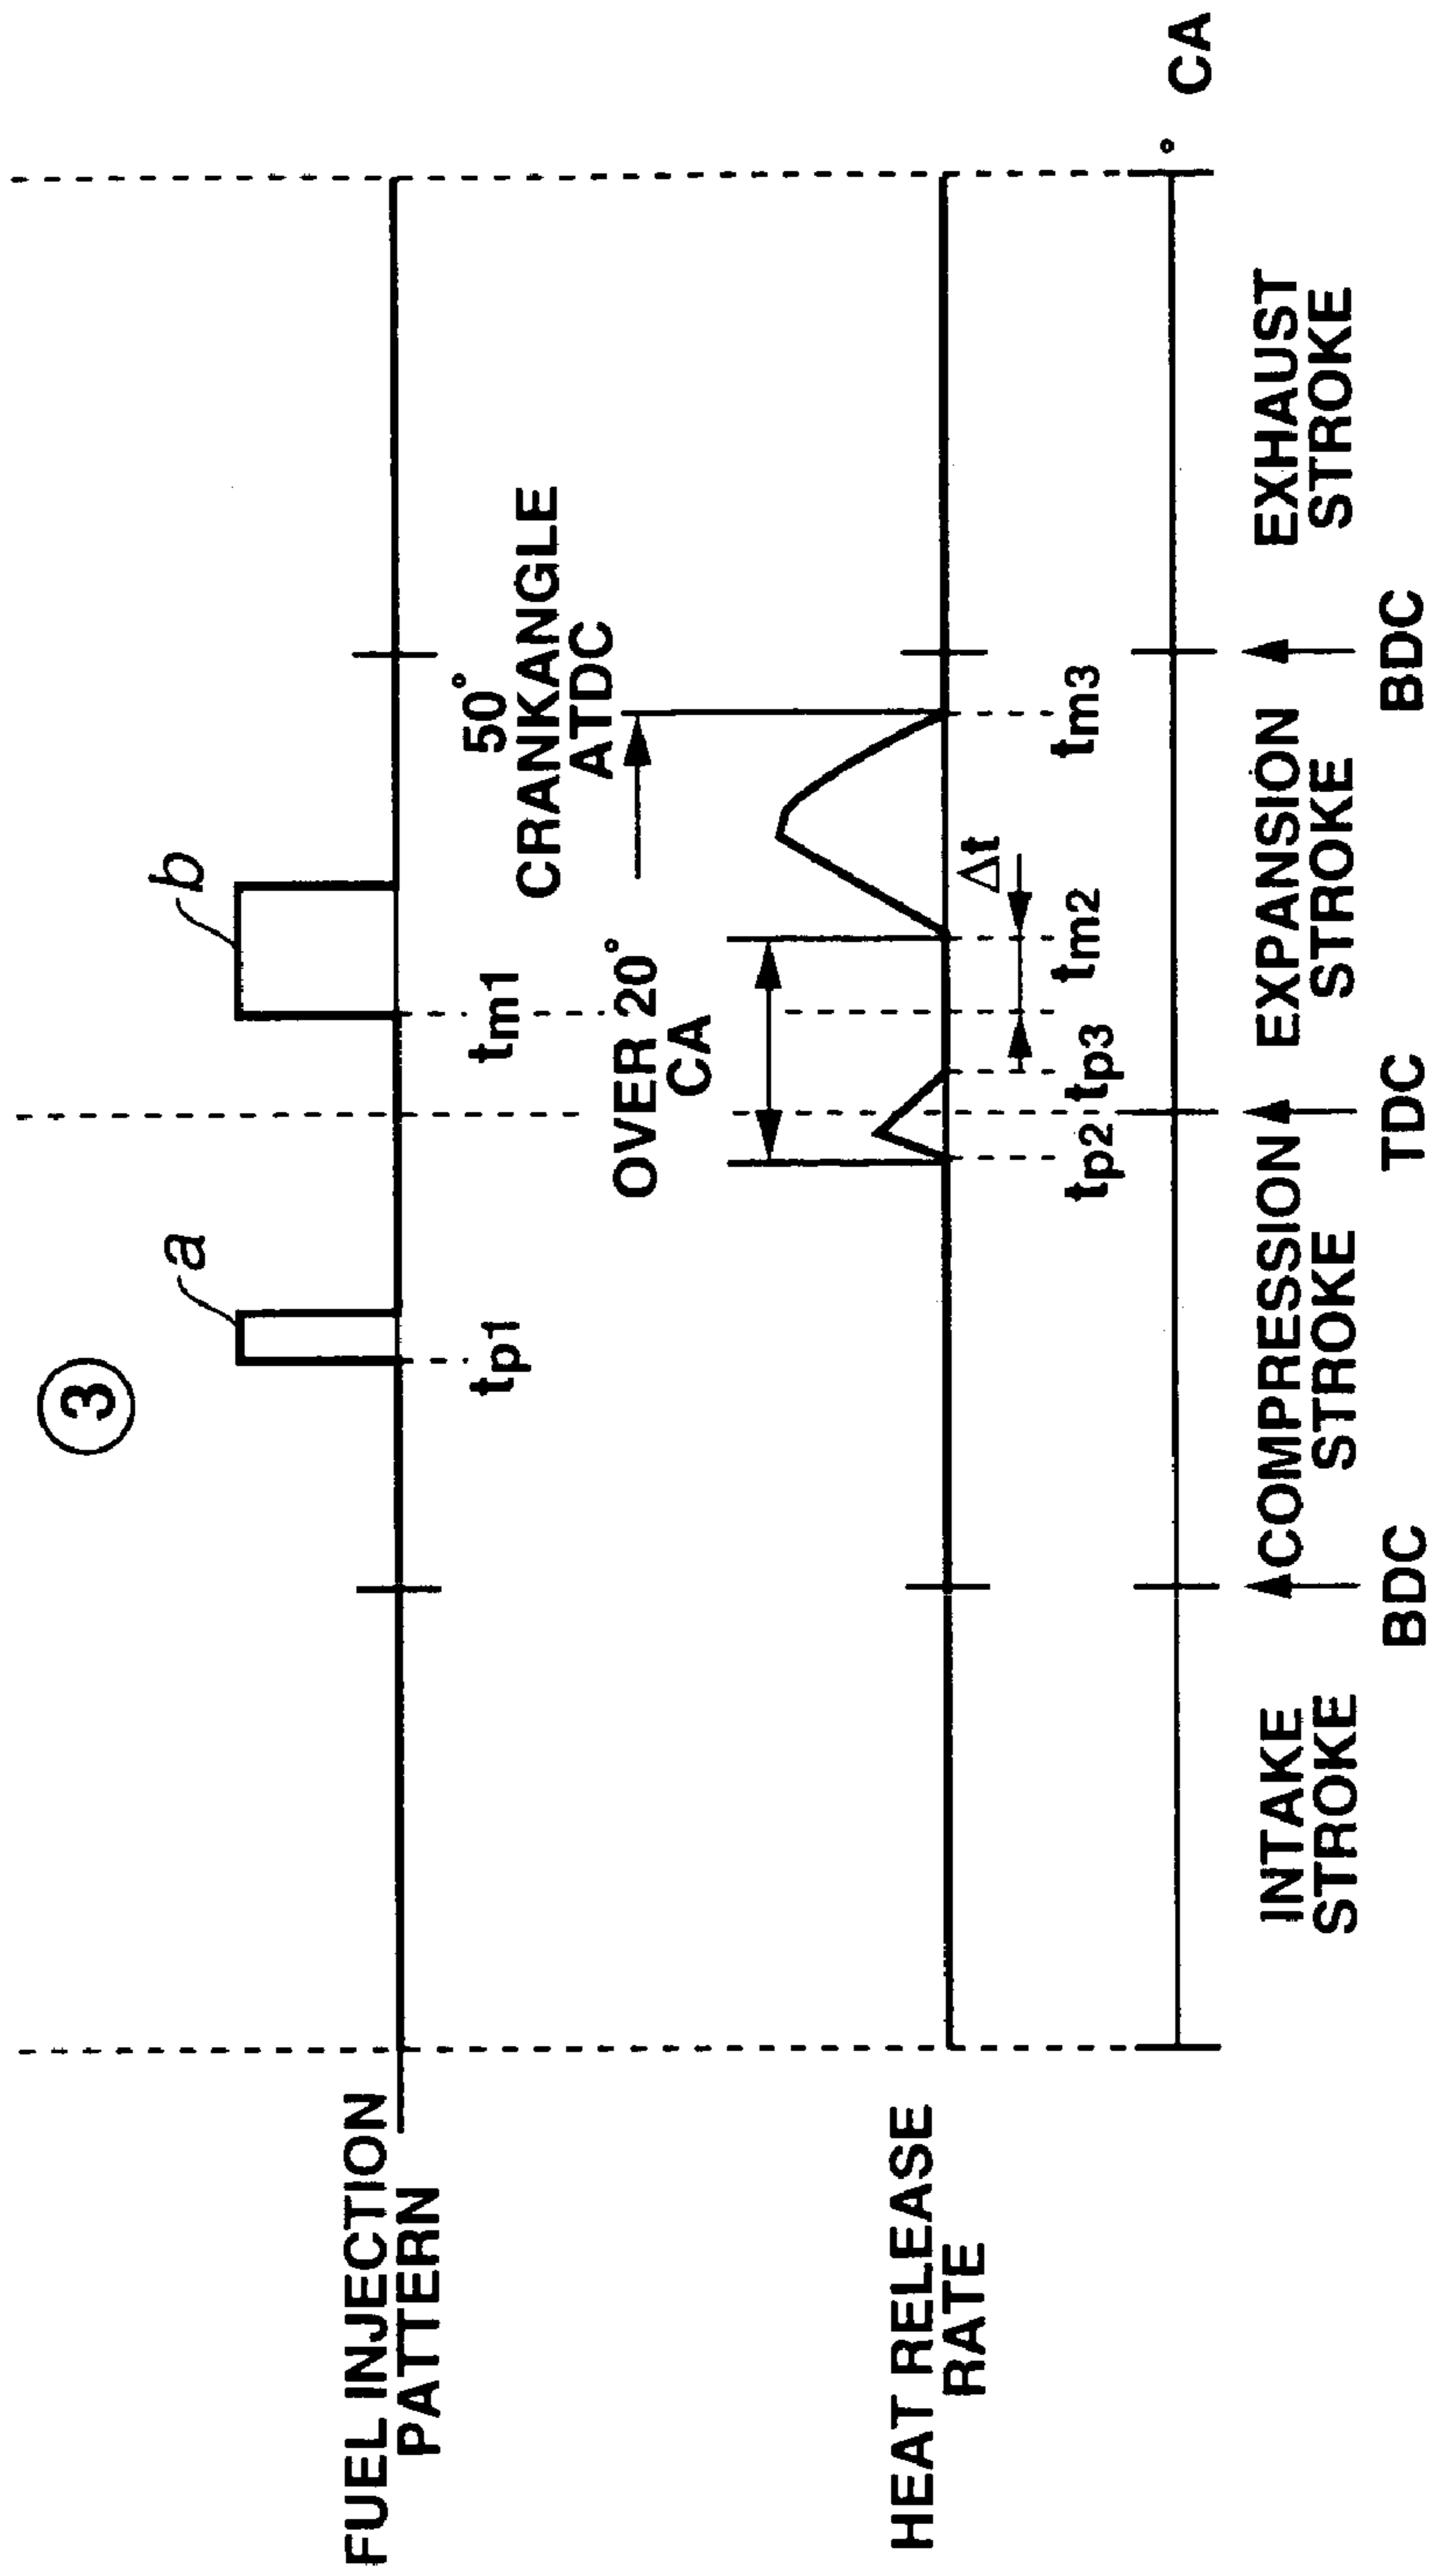 ③
a
b
FUEL INJECTION
PATTERN
tp1
tm1
50°
CRANKANGLE
ATDC
OVER 20°
CA
HEAT RELEASE
RATE
Δt
tp2
tp3
tm2
tm3
° CA
INTAKE
STROKE
COMPRESSION
STROKE
EXPANSION
STROKE
EXHAUST
STROKE
BDC
TDC
BDC